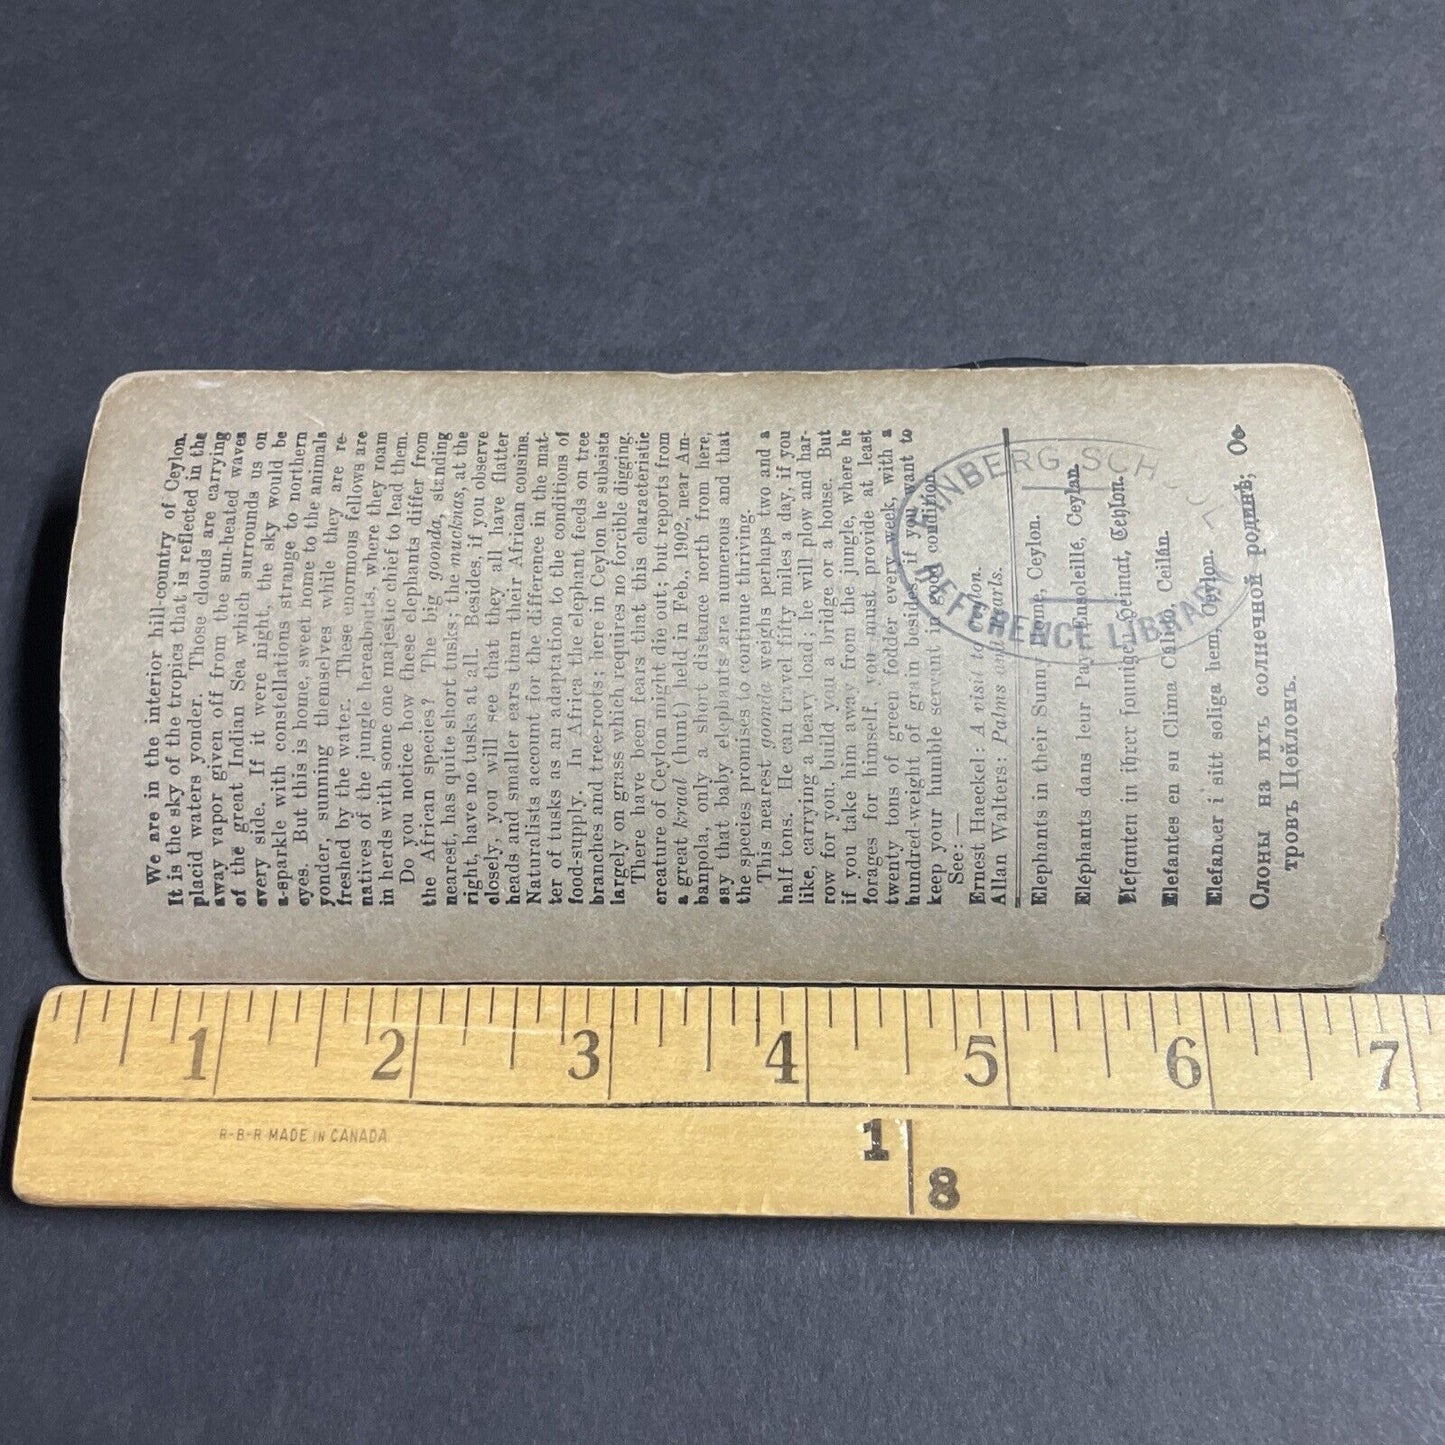 We are in the interior hill-country of Ceylon.
It is the sky of the tropics that is reflected in the
placid waters yonder. Those clouds are carrying
away vapor given off from the sun-heated waves
of the great Indian Sea which surrounds us on
every side. If it were night, the sky would be
a-sparkle with constellations strange to northern
eyes. But this is home, sweet home to the animals
yonder, sunning themselves while they are re-
freshed by the water. These enormous fellows are
natives of the jungle hereabouts, where they roam
in herds with some one majestic chief to lead them.
Do you notice how these elephants differ from
the African species? The big goonda, standing
nearest, has quite short tusks; the mucknas, at the
right, have no tusks at all. Besides, if you observe
closely, you will see that they all have flatter
heads and smaller ears than their African cousins.
Naturalists account for the difference in the mat-
ter of tusks as an adaptation to the conditions of
food-supply. In Africa the elephant feeds on tree
branches and tree-roots; here in Ceylon he subsists
largely on grass which requires no forcible digging.
There have been fears that this characteristic
creature of Ceylon might die out; but reports from
a great kraal (hunt) held in Feb., 1902, near Am-
banpola, only a short distance north from here,
say that baby elephants are numerous and that
the species promises to continue thriving.
This nearest goonda weighs perhaps two and a
half tons. He can travel fifty miles a day, if you
like, carrying a heavy load; he will plow and har-
row for you, build you a bridge or a house. But
if you take him away from the jungle, where he
forages for himself, you must provide at least
twenty tons of green fodder every week, with a
hundred-weight of grain besides, if you want to
keep your humble servant in good condition.
See:—
Ernest Haeckel: A visit to Ceylon.
Allan Walters: Palms and Pearls.
Elephants in their Sunny Home, Ceylon.
Eléphants dans leur Pays Ensoleillé, Ceylan.
Elefanten in ihrer sonnigen Heimat, Ceylon.
Elefantes en su Clima Cálido, Ceilán.
Elefaner i sitt soliga hem, Ceylon.
Слоны на ихъ солнечной родинѣ; Ос-
тровъ Цейлонъ.
REFERENCE LIBRARY
1 2 3 4 5 6 7
R-B-R MADE IN CANADA
1
8